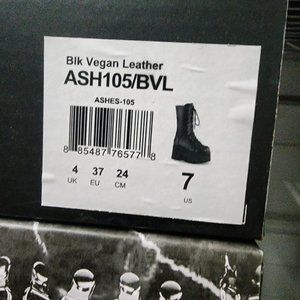 Blk Vegan Leather
ASH105/BVL
ASHES-105
8 85487 76577 8
4 37 24 7
UK EU CM US